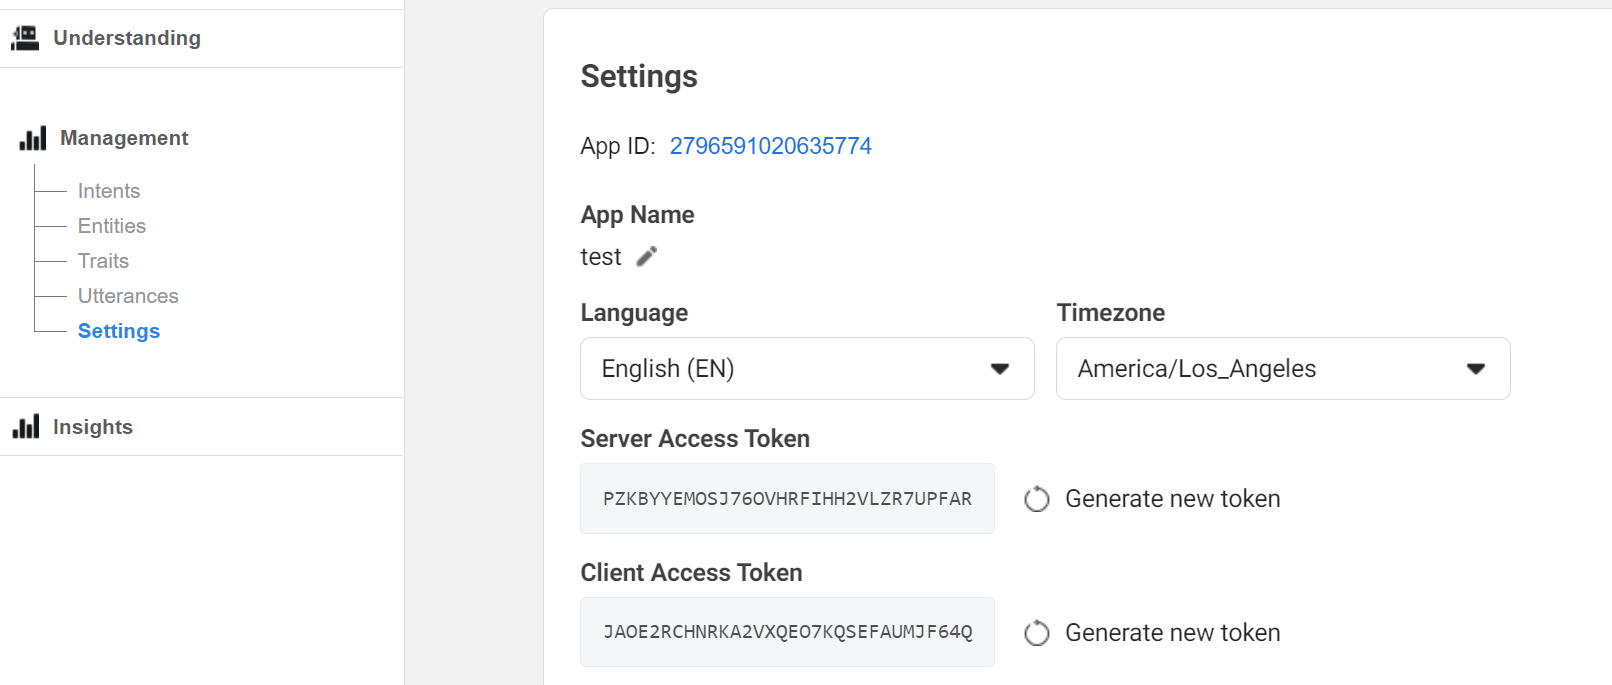 Understanding
Management
Intents
Entities
Traits
Utterances
Settings
Insights
Settings
App ID: 2796591020635774
App Name
test
Language
Timezone
English (EN)
America/Los_Angeles
Server Access Token
PZKBYYEMOSJ76OVHRFIHH2VLZR7UPFAR
Generate new token
Client Access Token
JAOE2RCHNRKA2VXQEO7KQSEFAUMJF64Q
Generate new token